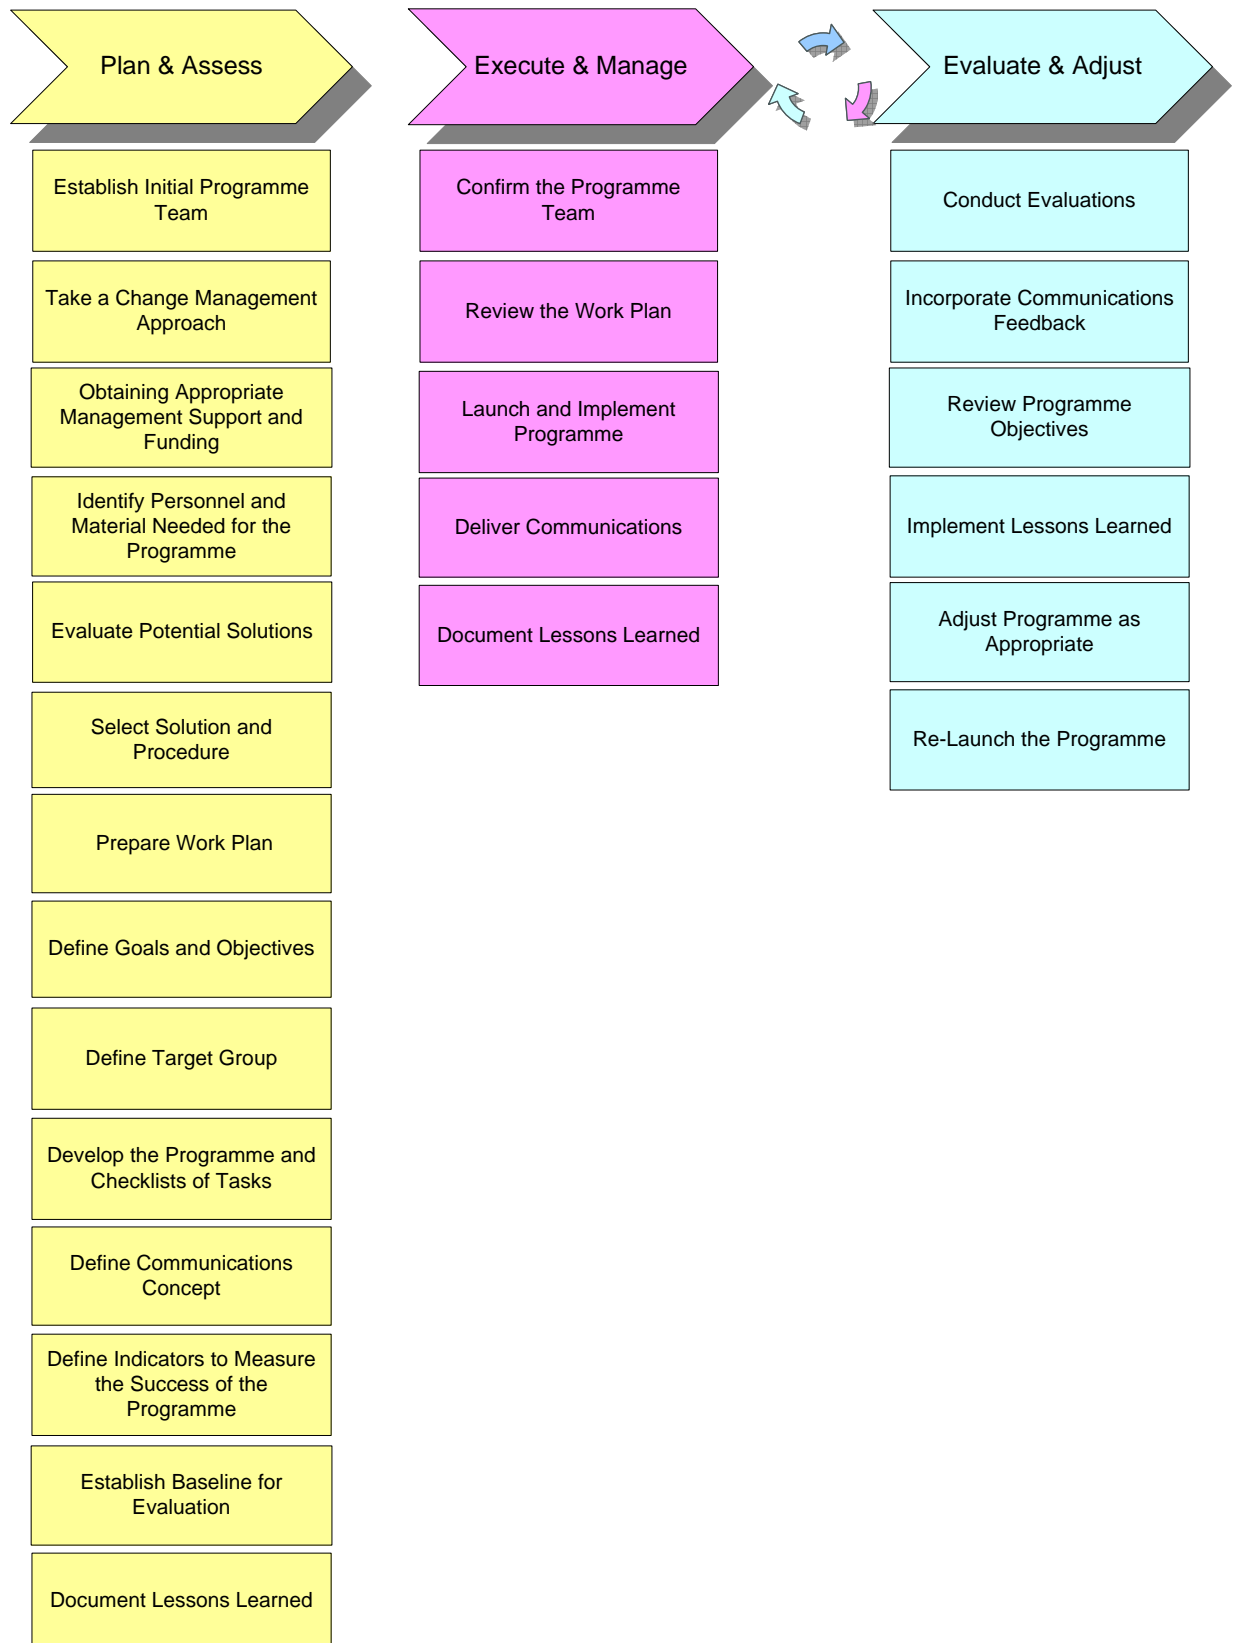 Plan & Assess
Establish Initial Programme
Team
Take a Change Management
Approach
Obtaining Appropriate
Management Support and
Funding
Identify Personnel and
Material Needed for the
Programme
Evaluate Potential Solutions
Select Solution and
Procedure
Prepare Work Plan
Define Goals and Objectives
Define Target Group
Develop the Programme and
Checklists of Tasks
Define Communications
Concept
Define Indicators to Measure
the Success of the
Programme
Establish Baseline for
Evaluation
Document Lessons Learned
Execute & Manage
Confirm the Programme
Team
Review the Work Plan
Launch and Implement
Programme
Deliver Communications
Document Lessons Learned
Evaluate & Adjust
Conduct Evaluations
Incorporate Communications
Feedback
Review Programme
Objectives
Implement Lessons Learned
Adjust Programme as
Appropriate
Re-Launch the Programme